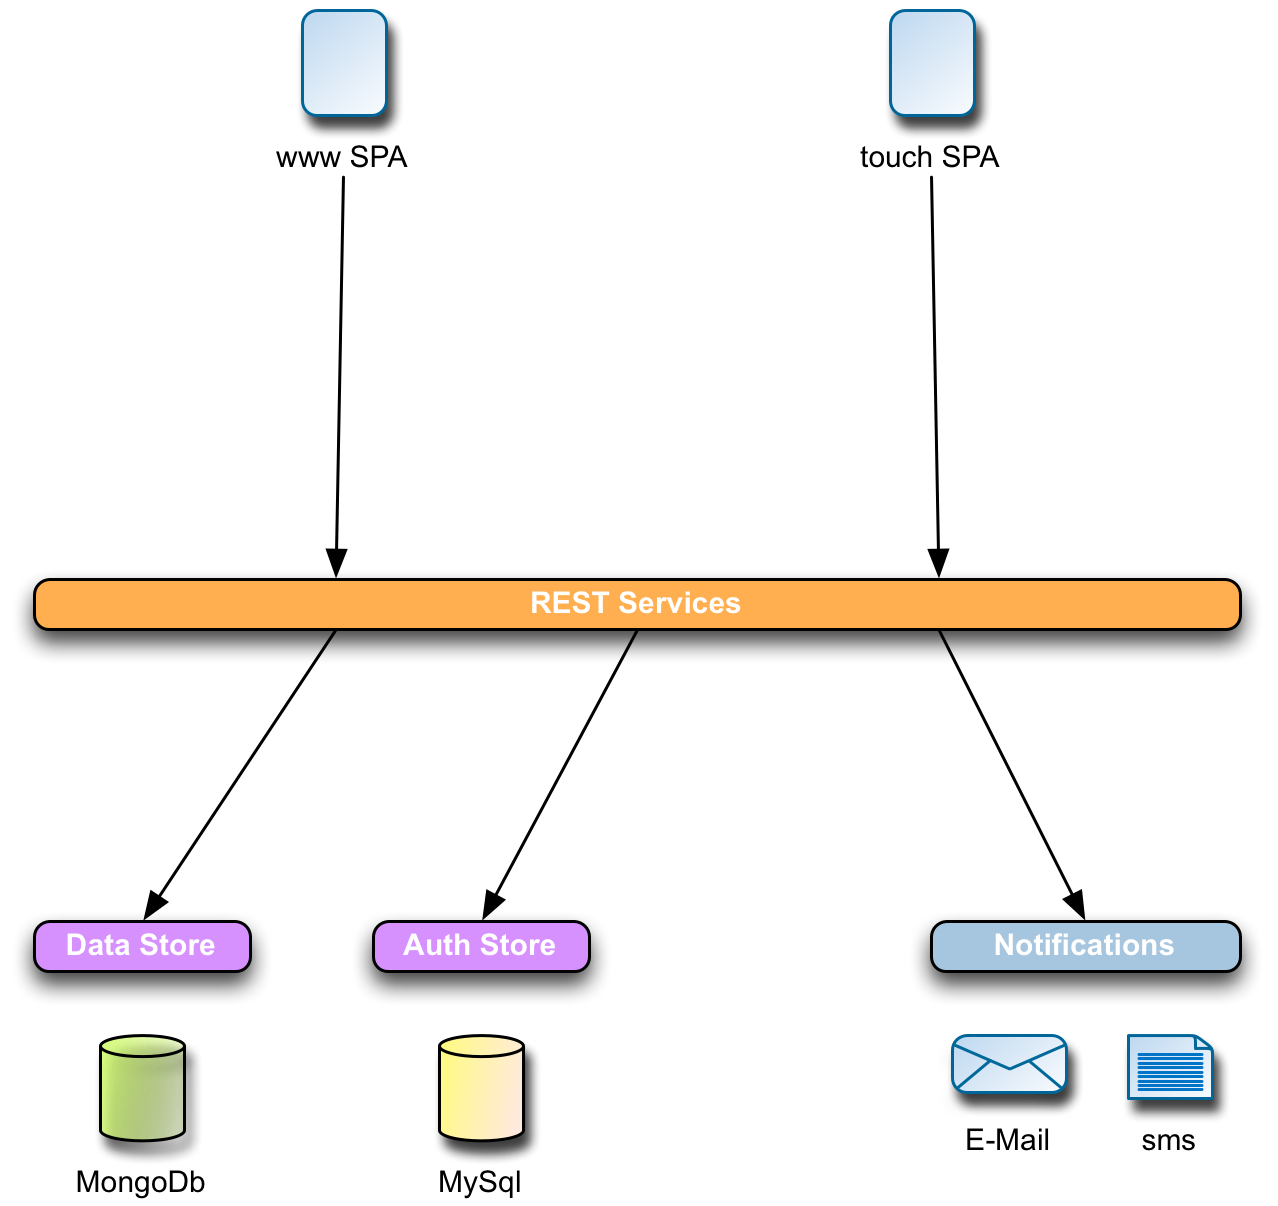 www SPA
touch SPA
REST Services
Data Store
Auth Store
Notifications
E-Mail
sms
MongoDb
MySql